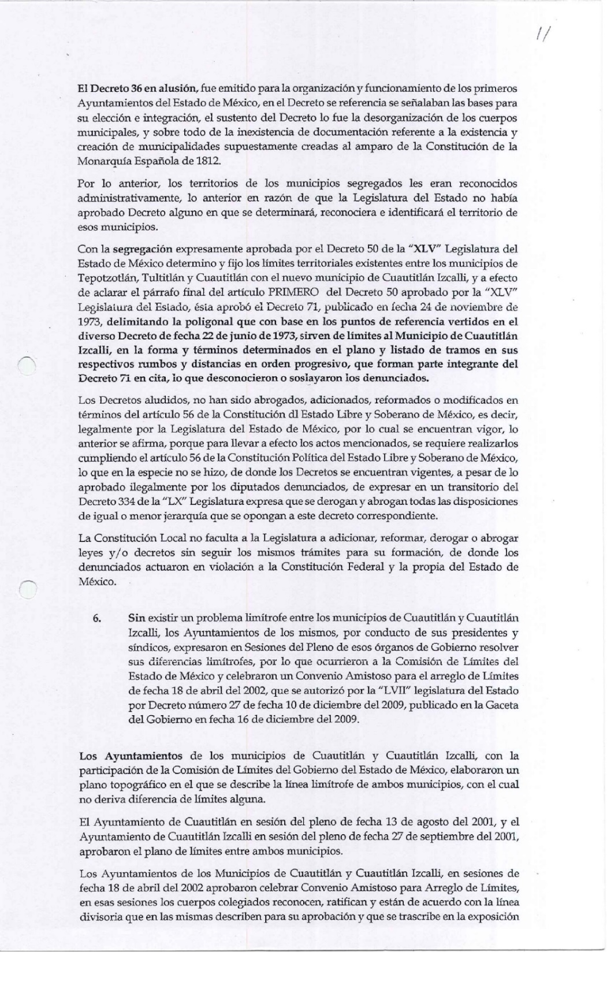 11
El Decreto 36 en alusión, fue emitido para la organización y funcionamiento de los primeros
Ayuntamientos del Estado de México, en el Decreto se referencia se señalaban las bases para
su elección e integración, el sustento del Decreto lo fue la desorganización de los cuerpos
municipales, y sobre todo de la inexistencia de documentación referente a la existencia y
creación de municipalidades supuestamente creadas al amparo de la Constitución de la
Monarquía Española de 1812.
Por lo anterior, los territorios de los municipios segregados les eran reconocidos
administrativamente, lo anterior en razón de que la Legislatura del Estado no había
aprobado Decreto alguno en que se determinará, reconociera e identificará el territorio de
esos municipios.
Con la segregación expresamente aprobada por el Decreto 50 de la "XLV" Legislatura del
Estado de México determino y fijo los límites territoriales existentes entre los municipios de
Tepotzotlán, Tultitlán y Cuautitlán con el nuevo municipio de Cuautitlán Izcalli, y a efecto
de aclarar el párrafo final del artículo PRIMERO del Decreto 50 aprobado por la "XLV"
Legislatura del Estado, ésta aprobó el Decreto 71, publicado en fecha 24 de noviembre de
1973, delimitando la poligonal que con base en los puntos de referencia vertidos en el
diverso Decreto de fecha 22 de junio de 1973, sirven de límites al Municipio de Cuautitlán
Izcalli, en la forma y términos determinados en el plano y listado de tramos en sus
respectivos rumbos y distancias en orden progresivo, que forman parte integrante del
Decreto 71 en cita, lo que desconocieron o soslayaron los denunciados.
Los Decretos aludidos, no han sido abrogados, adicionados, reformados o modificados en
términos del artículo 56 de la Constitución dl Estado Libre y Soberano de México, es decir,
legalmente por la Legislatura del Estado de México, por lo cual se encuentran vigor, lo
anterior se afirma, porque para llevar a efecto los actos mencionados, se requiere realizarlos
cumpliendo el artículo 56 de la Constitución Política del Estado Libre y Soberano de México,
lo que en la especie no se hizo, de donde los Decretos se encuentran vigentes, a pesar de lo
aprobado ilegalmente por los diputados denunciados, de expresar en un transitorio del
Decreto 334 de la "LX" Legislatura expresa que se derogan y abrogan todas las disposiciones
de igual o menor jerarquía que se opongan a este decreto correspondiente.
La Constitución Local no faculta a la Legislatura a adicionar, reformar, derogar o abrogar
leyes y/o decretos sin seguir los mismos trámites para su formación, de donde los
denunciados actuaron en violación a la Constitución Federal y la propia del Estado de
México.
6. Sin existir un problema limítrofe entre los municipios de Cuautitlán y Cuautitlán
Izcalli, los Ayuntamientos de los mismos, por conducto de sus presidentes y
síndicos, expresaron en Sesiones del Pleno de esos órganos de Gobierno resolver
sus diferencias limítrofes, por lo que ocurrieron a la Comisión de Límites del
Estado de México y celebraron un Convenio Amistoso para el arreglo de Límites
de fecha 18 de abril del 2002, que se autorizó por la "LVII" legislatura del Estado
por Decreto número 27 de fecha 10 de diciembre del 2009, publicado en la Gaceta
del Gobierno en fecha 16 de diciembre del 2009.
Los Ayuntamientos de los municipios de Cuautitlán y Cuautitlán Izcalli, con la
participación de la Comisión de Límites del Gobierno del Estado de México, elaboraron un
plano topográfico en el que se describe la línea limítrofe de ambos municipios, con el cual
no deriva diferencia de límites alguna.
El Ayuntamiento de Cuautitlán en sesión del pleno de fecha 13 de agosto del 2001, y el
Ayuntamiento de Cuautitlán Izcalli en sesión del pleno de fecha 27 de septiembre del 2001,
aprobaron el plano de límites entre ambos municipios.
Los Ayuntamientos de los Municipios de Cuautitlán y Cuautitlán Izcalli, en sesiones de
fecha 18 de abril del 2002 aprobaron celebrar Convenio Amistoso para Arreglo de Límites,
en esas sesiones los cuerpos colegiados reconocen, ratifican y están de acuerdo con la línea
divisoria que en las mismas describen para su aprobación y que se trascribe en la exposición